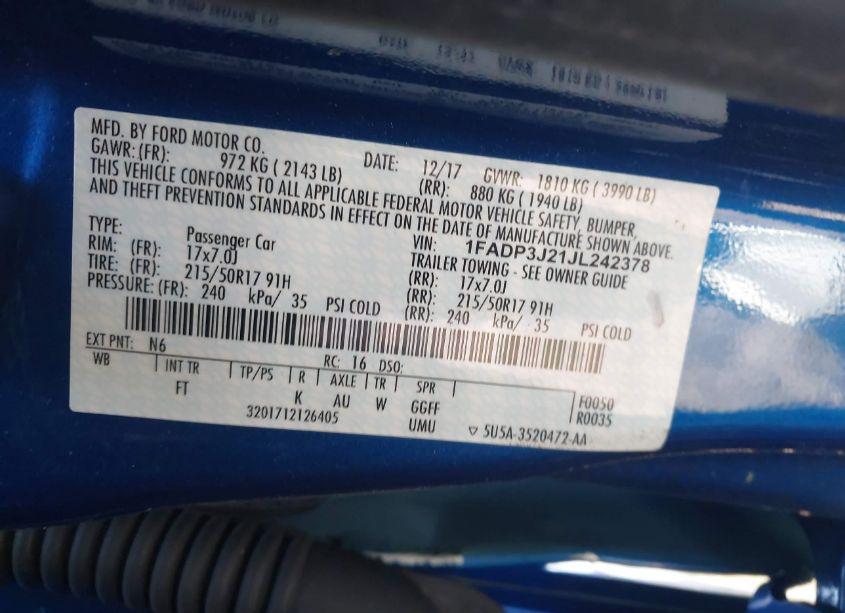 MFD. BY FORD MOTOR CO.
DATE: 12/17 GVWR: 1810 KG ( 3990 LB)
GAWR: (FR): 972 KG ( 2143 LB) (RR): 880 KG ( 1940 LB)
THIS VEHICLE CONFORMS TO ALL APPLICABLE FEDERAL MOTOR VEHICLE SAFETY, BUMPER,
AND THEFT PREVENTION STANDARDS IN EFFECT ON THE DATE OF MANUFACTURE SHOWN ABOVE.
VIN: 1FADP3J21JL242378
TYPE: Passenger Car TRAILER TOWING - SEE OWNER GUIDE
RIM: (FR): 17x7.0J (RR): 17x7.0J
TIRE: (FR): 215/50R17 91H (RR): 215/50R17 91H
PRESSURE: (FR): 240 kPa/ 35 PSI COLD (RR): 240 kPa/ 35 PSI COLD
EXT PNT: N6 RC: 16 DSO:
WB INT TR TP/PS R AXLE TR SPR
FT K AU W GGFF
UMU
F0050
R0035
3201712126405 5U5A-3520472-AA